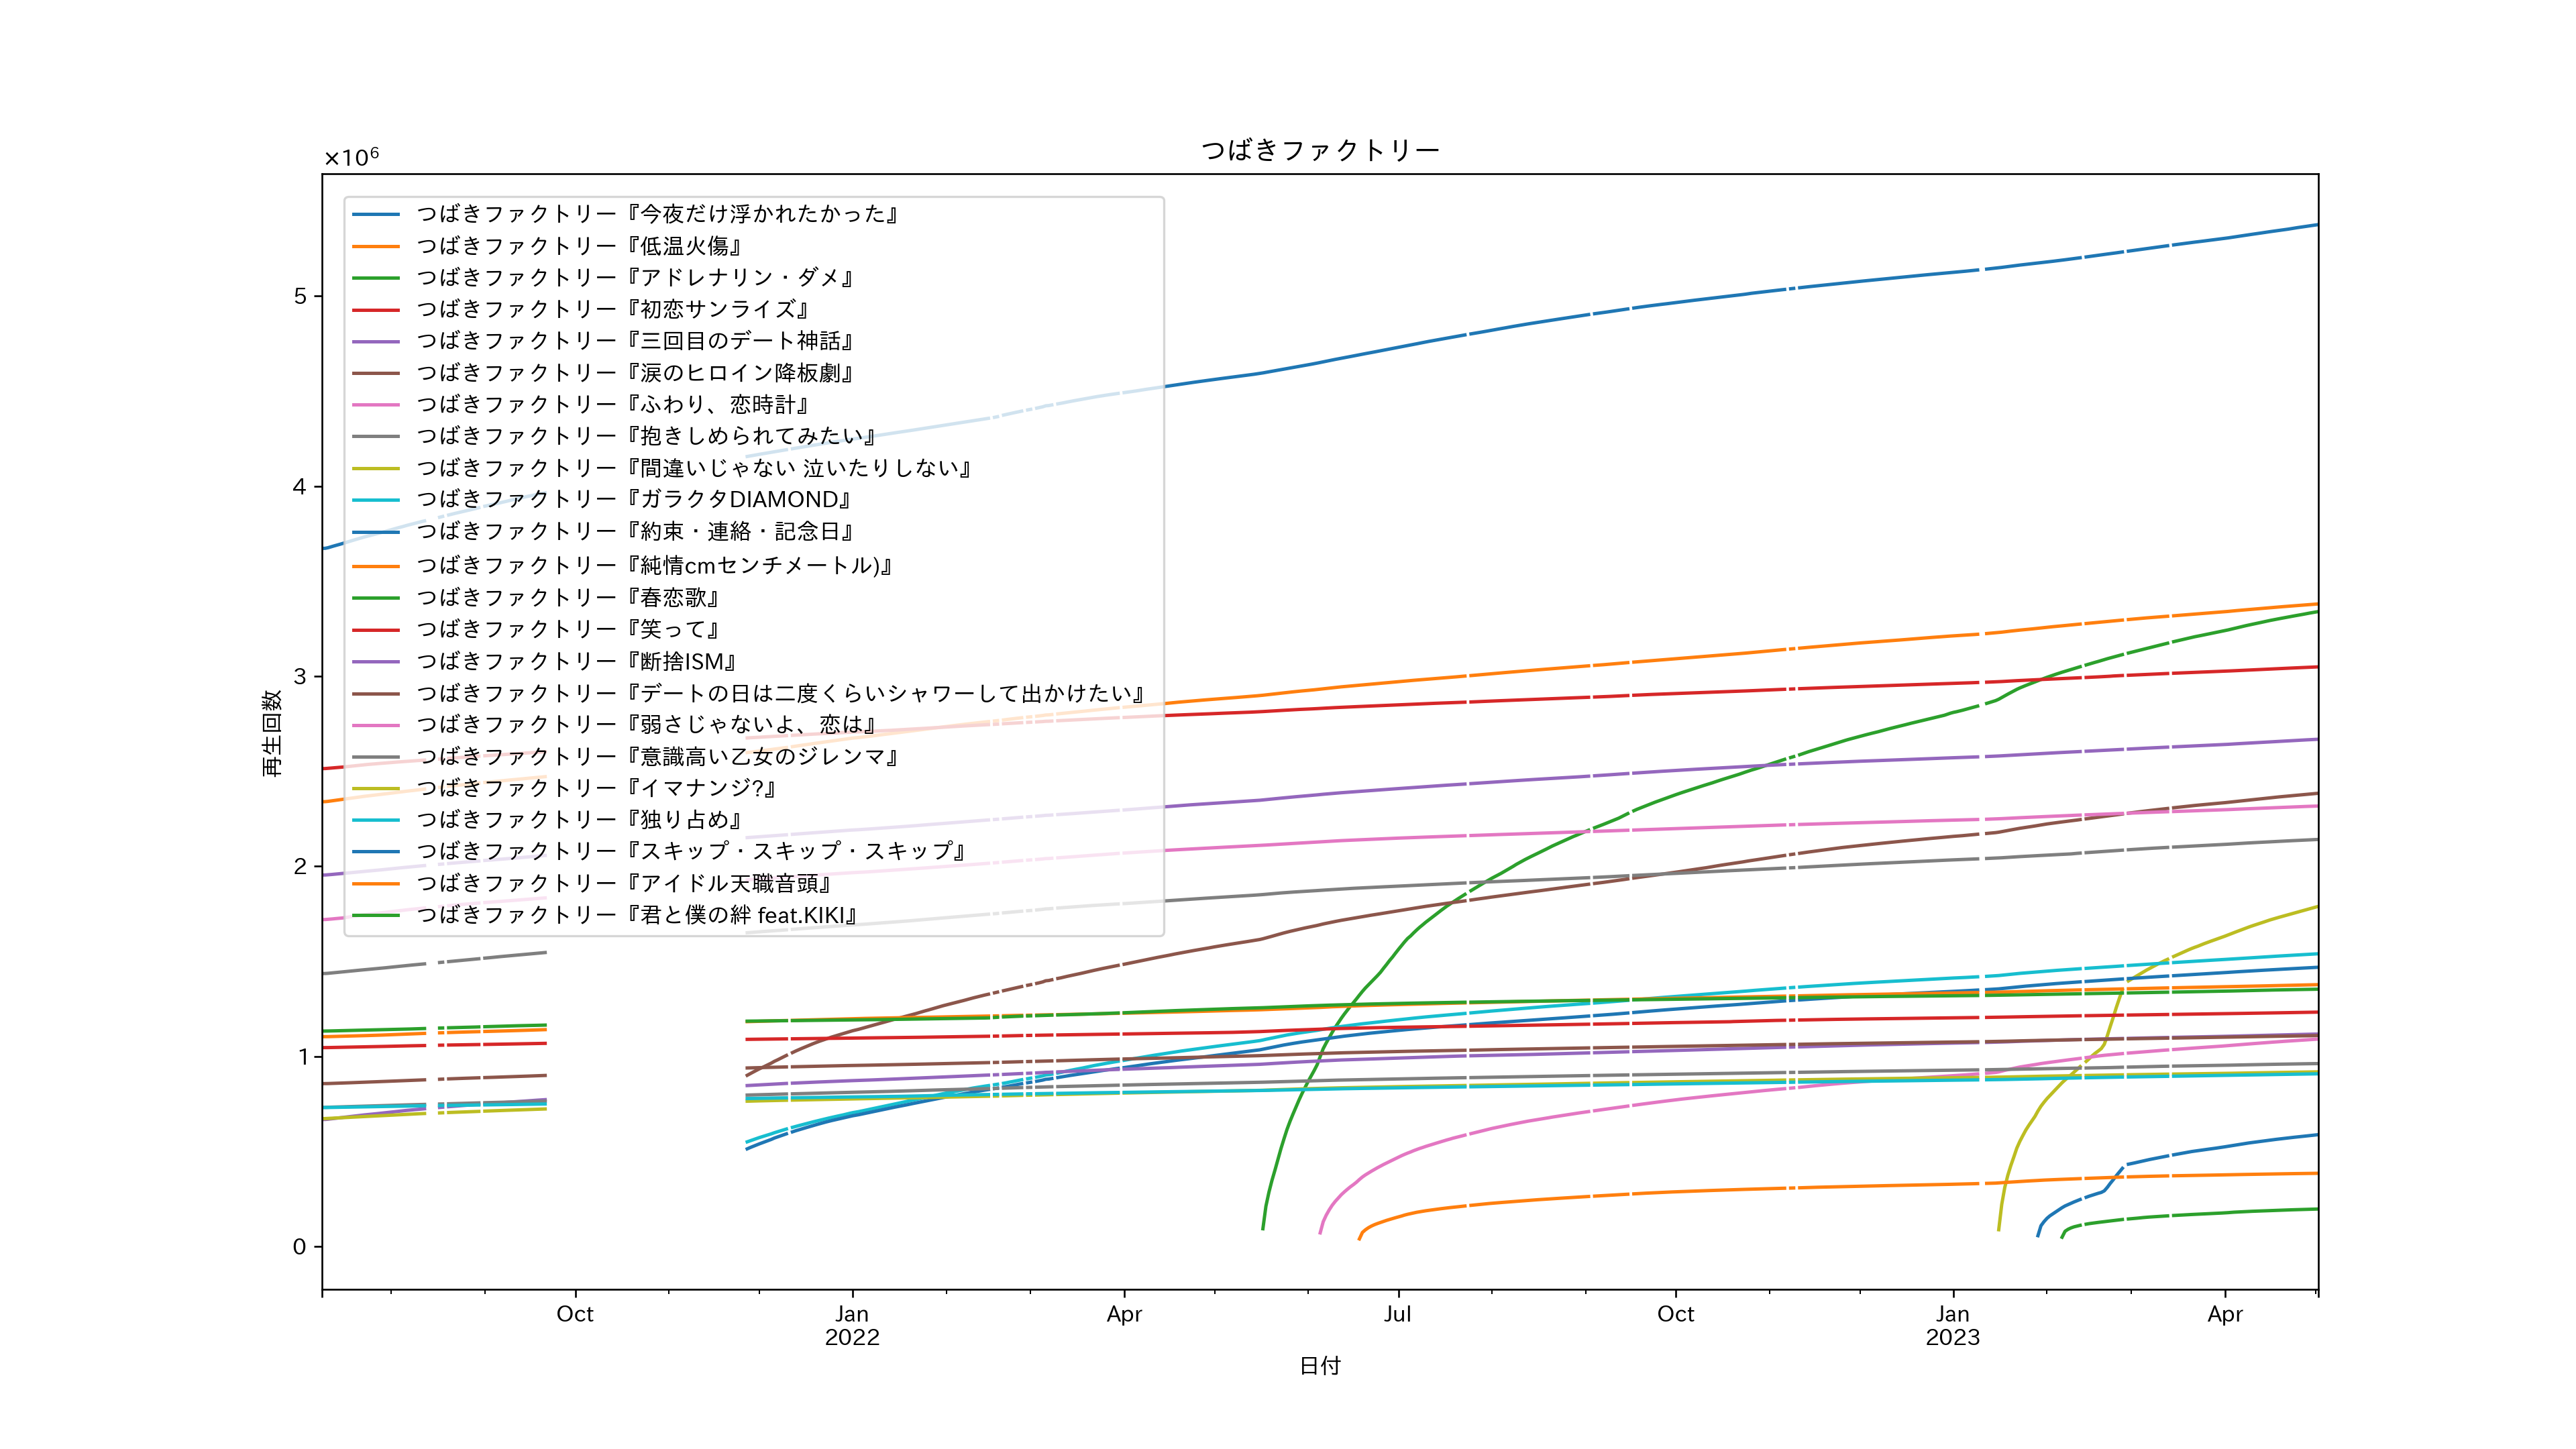 つばきファクトリー
×10⁶
つばきファクトリー『今夜だけ浮かれたかった』
つばきファクトリー『低温火傷』
つばきファクトリー『アドレナリン・ダメ』
つばきファクトリー『初恋サンライズ』
つばきファクトリー『三回目のデート神話』
つばきファクトリー『涙のヒロイン降板劇』
つばきファクトリー『ふわり、恋時計』
つばきファクトリー『抱きしめられてみたい』
つばきファクトリー『間違いじゃない 泣いたりしない』
つばきファクトリー『ガラクタDIAMOND』
つばきファクトリー『約束・連絡・記念日』
つばきファクトリー『純情cmセンチメートル)』
つばきファクトリー『春恋歌』
つばきファクトリー『笑って』
つばきファクトリー『断捨ISM』
つばきファクトリー『デートの日は二度くらいシャワーして出かけたい』
つばきファクトリー『弱さじゃないよ、恋は』
つばきファクトリー『意識高い乙女のジレンマ』
つばきファクトリー『イマナンジ?』
つばきファクトリー『独り占め』
つばきファクトリー『スキップ・スキップ・スキップ』
つばきファクトリー『アイドル天職音頭』
つばきファクトリー『君と僕の絆 feat.KIKI』
5
4
3
2
1
0
再生回数
Oct
Jan
2022
Apr
Jul
Oct
Jan
2023
Apr
日付